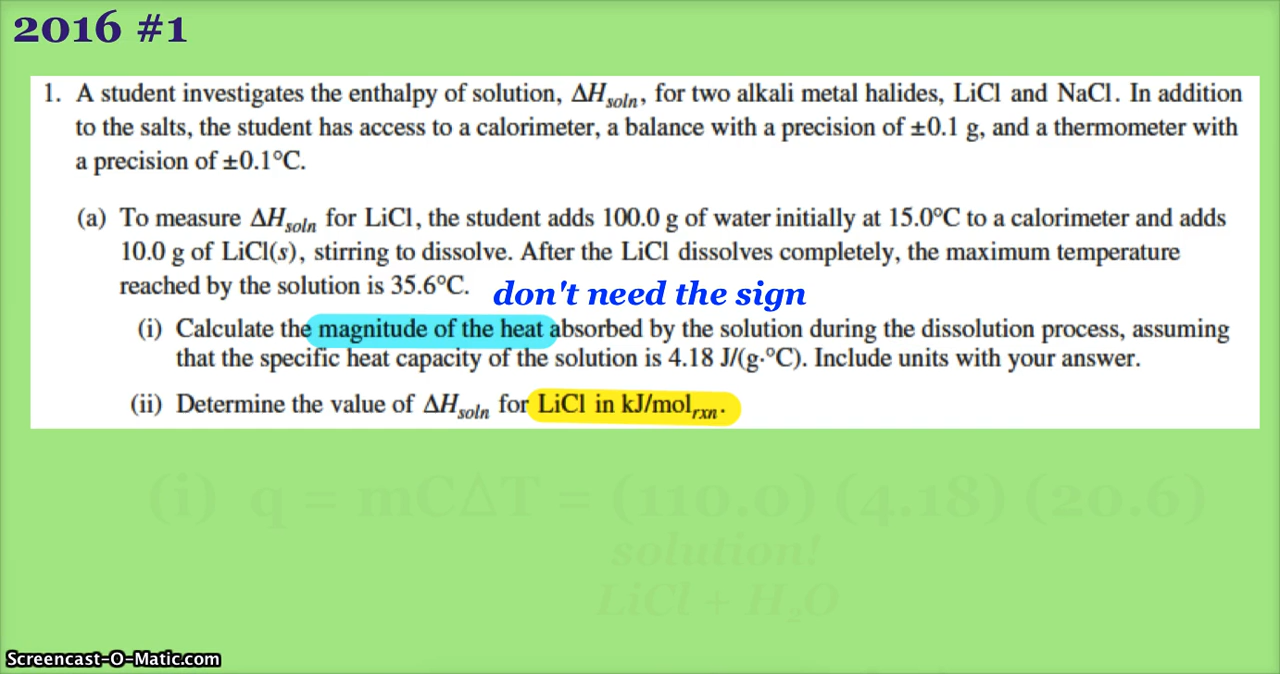 2016 #1
1. A student investigates the enthalpy of solution, ΔHsoln, for two alkali metal halides, LiCl and NaCl. In addition
to the salts, the student has access to a calorimeter, a balance with a precision of ±0.1 g, and a thermometer with
a precision of ±0.1°C.
(a) To measure ΔHsoln for LiCl, the student adds 100.0 g of water initially at 15.0°C to a calorimeter and adds
10.0 g of LiCl(s), stirring to dissolve. After the LiCl dissolves completely, the maximum temperature
reached by the solution is 35.6°C.
don't need the sign
(i) Calculate the magnitude of the heat absorbed by the solution during the dissolution process, assuming
that the specific heat capacity of the solution is 4.18 J/(g·°C). Include units with your answer.
(ii) Determine the value of ΔHsoln for LiCl in kJ/molrxn.
(i) q = mCΔT = (110.0) (4.18) (20.6)
solution!
LiCl + H₂O
Screencast-O-Matic.com